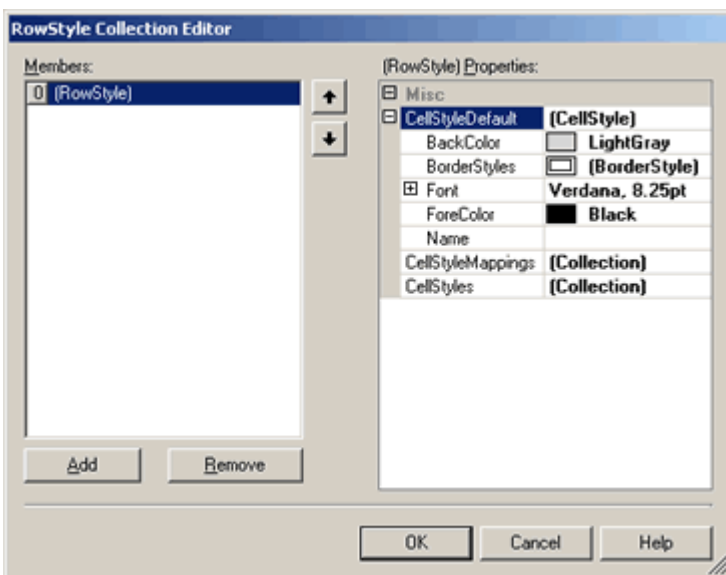 RowStyle Collection Editor
Members:
0 (RowStyle)
Add Remove
(RowStyle) Properties:
Misc
CellStyleDefault (CellStyle)
BackColor LightGray
BorderStyles (BorderStyle)
Font Verdana, 8.25pt
ForeColor Black
Name
CellStyleMappings (Collection)
CellStyles (Collection)
OK Cancel Help